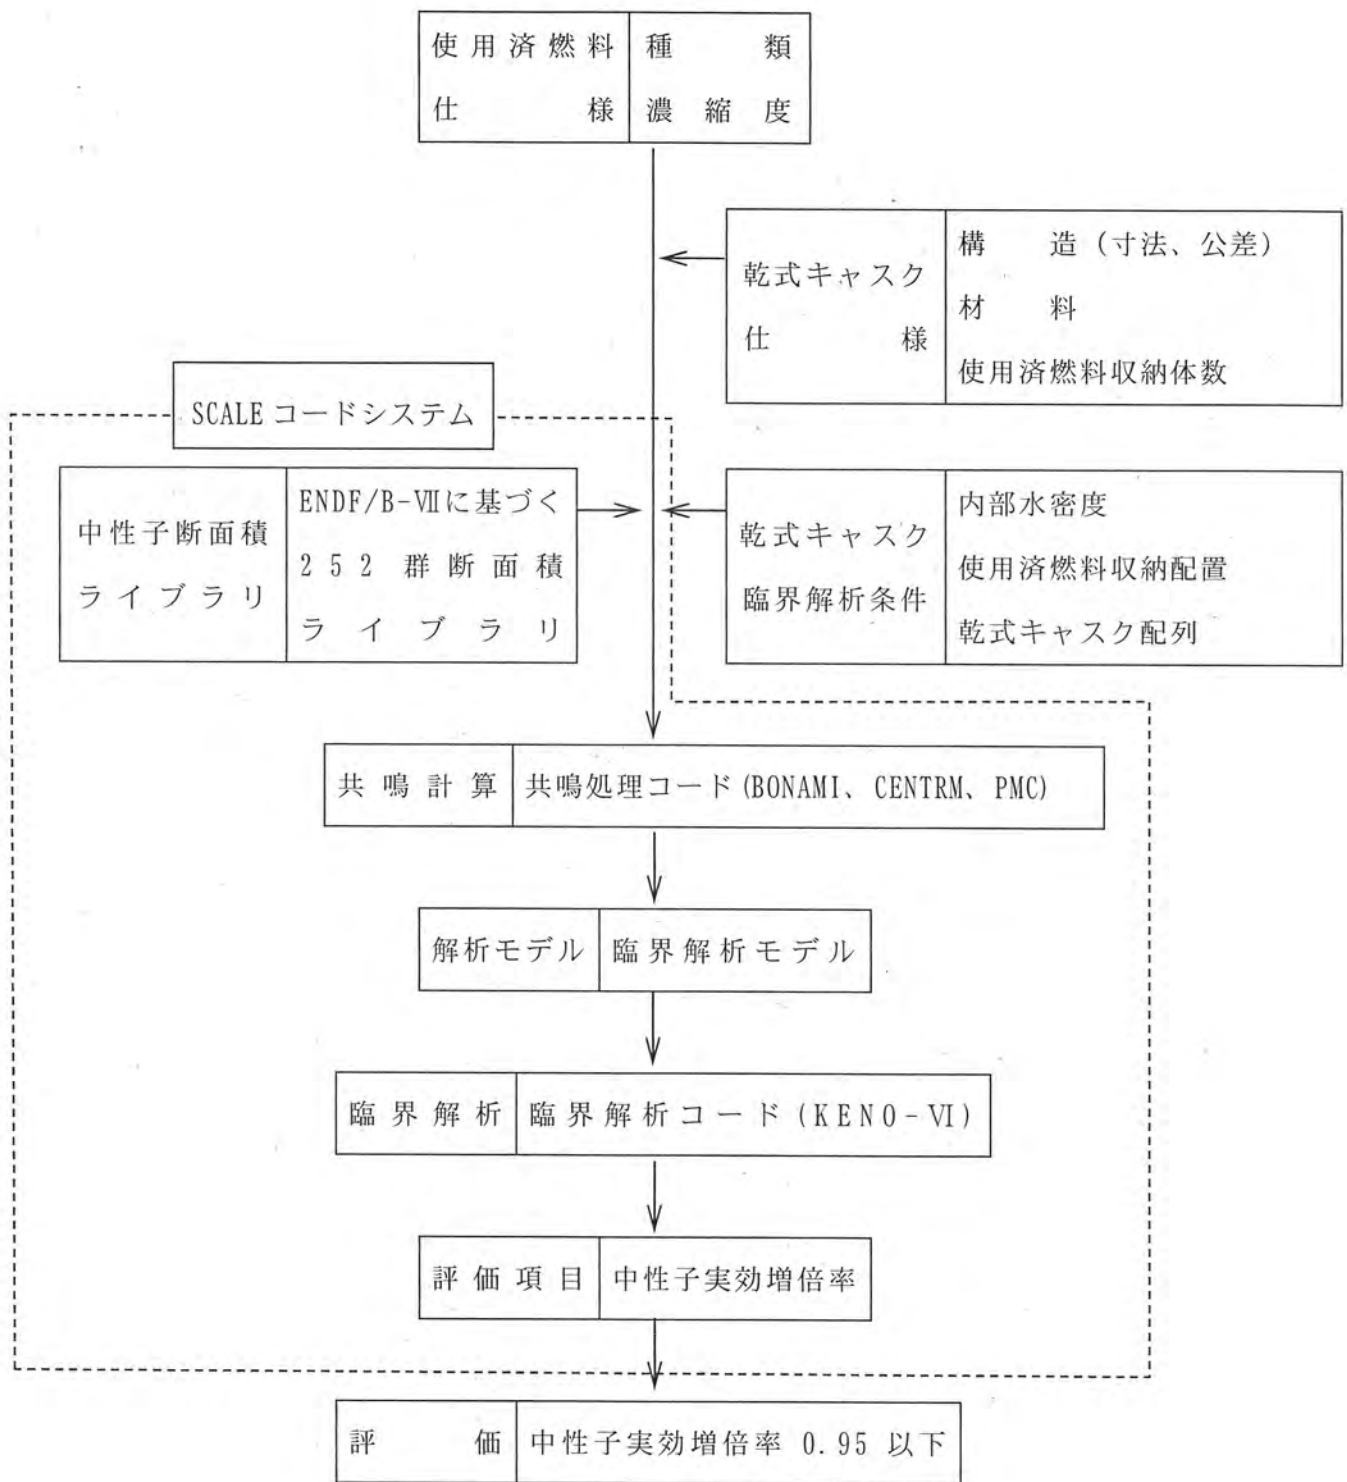 使用済燃料
仕様
種類
濃縮度
乾式キャスク
仕様
構造（寸法、公差）
材料
使用済燃料収納体数
SCALEコードシステム
中性子断面積
ライブラリ
ENDF/B-Ⅶに基づく
252群断面積
ライブラリ
乾式キャスク
臨界解析条件
内部水密度
使用済燃料収納配置
乾式キャスク配列
共鳴計算
共鳴処理コード(BONAMI、CENTRM、PMC)
解析モデル
臨界解析モデル
臨界解析
臨界解析コード(KENO-Ⅵ)
評価項目
中性子実効増倍率
評価
中性子実効増倍率 0.95 以下